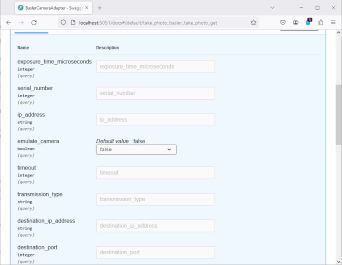 BaslerCameraAdapter - Swagg
localhost:5051/docs#/default/take_photo_basler_take_photo_get
Name Description
exposure_time_microseconds
integer
(query)
exposure_time_microseconds
serial_number
integer
(query)
serial_number
ip_address
string
(query)
ip_address
emulate_camera
boolean
(query)
Default value : false
false
timeout
integer
(query)
timeout
transmission_type
string
(query)
transmission_type
destination_ip_address
string
(query)
destination_ip_address
destination_port
integer
(query)
destination_port